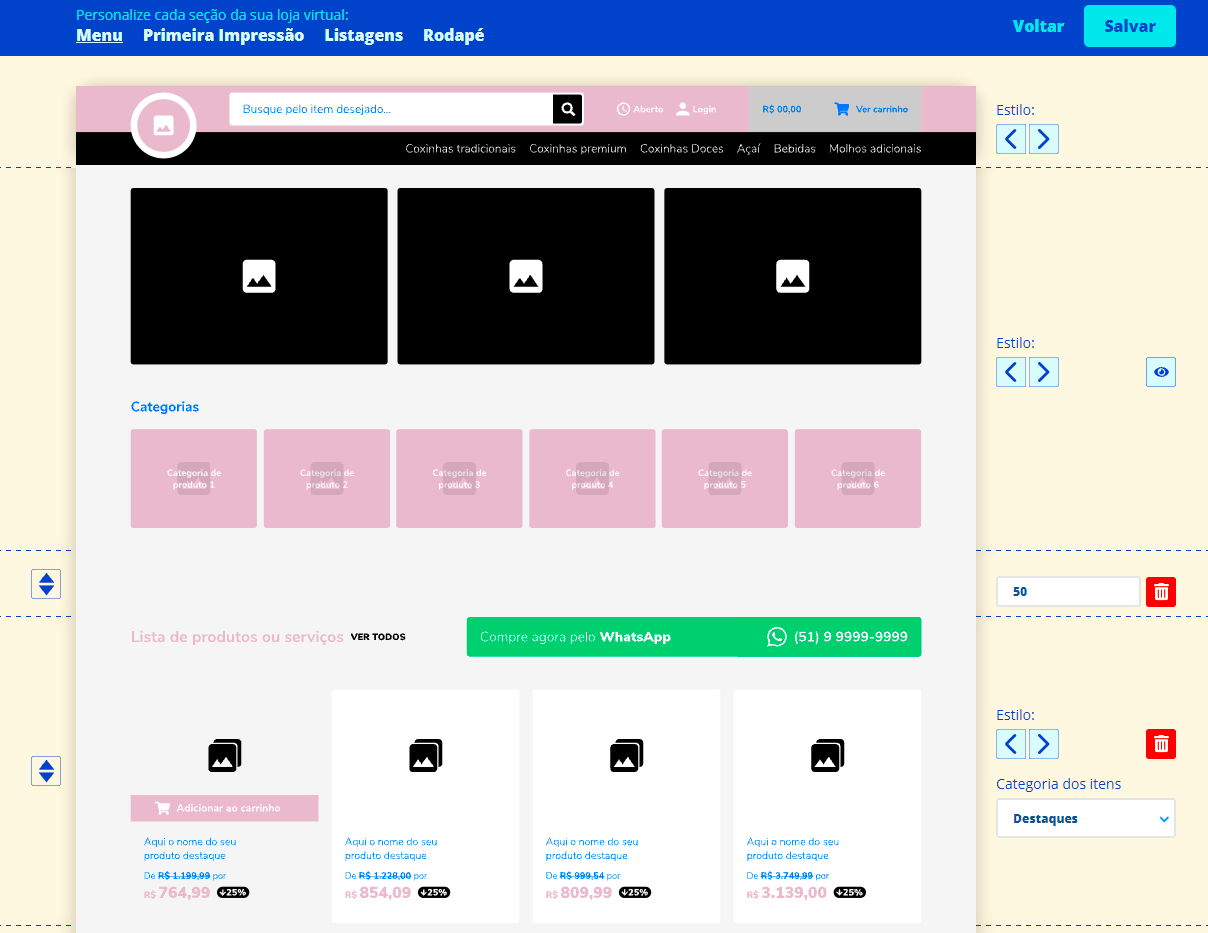 Personalize cada seção da sua loja virtual:
Menu Primeira Impressão Listagens Rodapé
Voltar Salvar
Busque pelo item desejado...
Aberto Login R$ 00,00 Ver carrinho
Estilo:
Coxinhas tradicionais Coxinhas premium Coxinhas Doces Açaí Bebidas Molhos adicionais
Estilo:
Categorias
Categoria de produto 1
Categoria de produto 2
Categoria de produto 3
Categoria de produto 4
Categoria de produto 5
Categoria de produto 6
50
Lista de produtos ou serviços VER TODOS
Compre agora pelo WhatsApp (51) 9 9999-9999
Estilo:
Categoria dos itens
Destaques
Adicionar ao carrinho
Aqui o nome do seu
produto destaque
De R$ 1.199,99 por
R$ 764,99 25%
Aqui o nome do seu
produto destaque
De R$ 1.228,00 por
R$ 854,09 25%
Aqui o nome do seu
produto destaque
De R$ 999,54 por
R$ 809,99 25%
Aqui o nome do seu
produto destaque
De R$ 3.749,99 por
R$ 3.139,00 25%